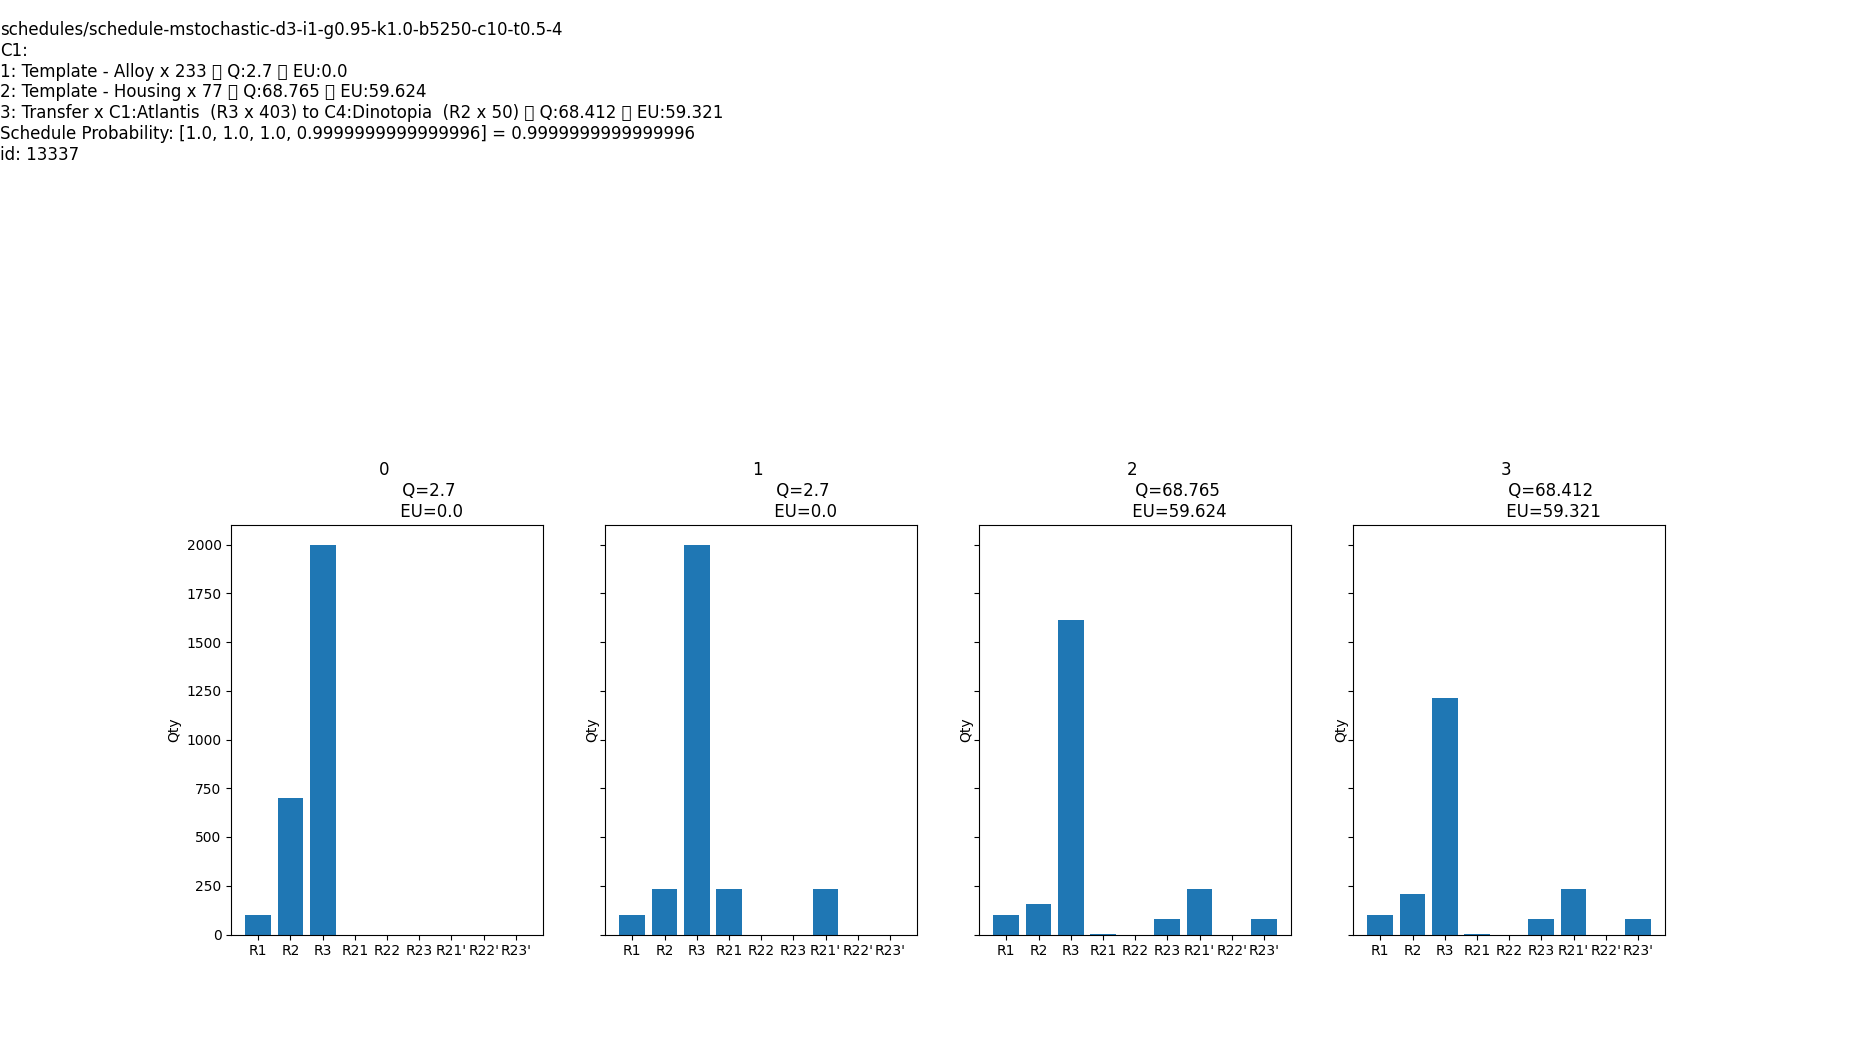 schedules/schedule-mstochastic-d3-i1-g0.95-k1.0-b5250-c10-t0.5-4
C1:
1: Template - Alloy x 233 ▯ Q:2.7 ▯ EU:0.0
2: Template - Housing x 77 ▯ Q:68.765 ▯ EU:59.624
3: Transfer x C1:Atlantis  (R3 x 403) to C4:Dinotopia  (R2 x 50) ▯ Q:68.412 ▯ EU:59.321
Schedule Probability: [1.0, 1.0, 1.0, 0.9999999999999996] = 0.9999999999999996
id: 13337
0
Q=2.7
EU=0.0
2000
1750
1500
1250
1000
750
500
250
0
Qty
R1 R2 R3 R21 R22 R23 R21' R22' R23'
1
Q=2.7
EU=0.0
Qty
R1 R2 R3 R21 R22 R23 R21' R22' R23'
2
Q=68.765
EU=59.624
Qty
R1 R2 R3 R21 R22 R23 R21' R22' R23'
3
Q=68.412
EU=59.321
Qty
R1 R2 R3 R21 R22 R23 R21' R22' R23'